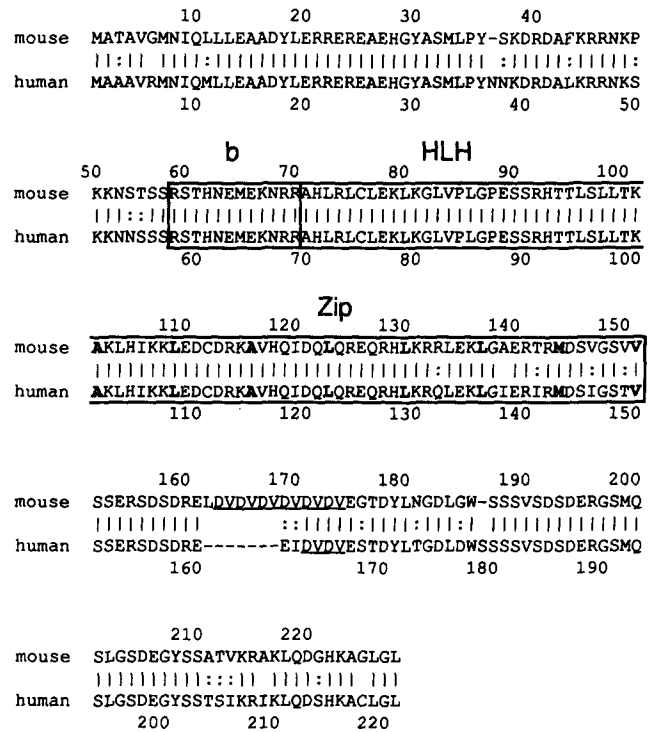 10 20 30 40
mouse MATAVGMNIQLLLEAADYLERREREAEHGYASMLPY-SKDRDAFKRRNKP
||:|| ||||:||||||||||||||||||||||||| :||||||:|||||
human MAAAVRMNIQMLLEAADYLERREREAEHGYASMLPYNNKDRDALKRRNKS
10 20 30 40 50
b HLH
50 60 70 80 90 100
mouse KKNSTSSRSTHNEMEKNRRAHLRLCLEKLKGLVPLGPESSRHTTLSLLTK
|||::|||||||||||||||||||||||||||||||||||||||||||||
human KKNNSSSRSTHNEMEKNRRAHLRLCLEKLKGLVPLGPESSRHTTLSLLTK
60 70 80 90 100
Zip
110 120 130 140 150
mouse AKLHIKKLEDCDRKAVHQIDQLQREQRHLKRRLEKLGAERTRMDSVGSVV
|||||||||||||||||||||||||||||||:||||| ||:||||:||:|
human AKLHIKKLEDCDRKAVHQIDQLQREQRHLKRQLEKLGIERIRMDSIGSTV
110 120 130 140 150
160 170 180 190 200
mouse SSERSDSDRELDVDVDVDVDVDVEGTDYLNGDLGW-SSSVSDSDERGSMQ
human SSERSDSDRE-------EIDVDVESTDYLTGDLDWSSSSVSDSDERGSMQ
160 170 180 190
210 220
mouse SLGSDEGYSSATVKRAKLQDGHKAGLGL
human SLGSDEGYSSTSIKRIKLQDSHKACLGL
200 210 220